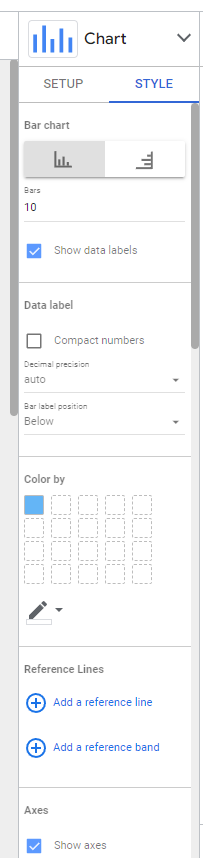 Chart
SETUP STYLE
Bar chart
Bars
10
Show data labels
Data label
Compact numbers
Decimal precision
auto
Bar label position
Below
Color by
Reference Lines
Add a reference line
Add a reference band
Axes
Show axes